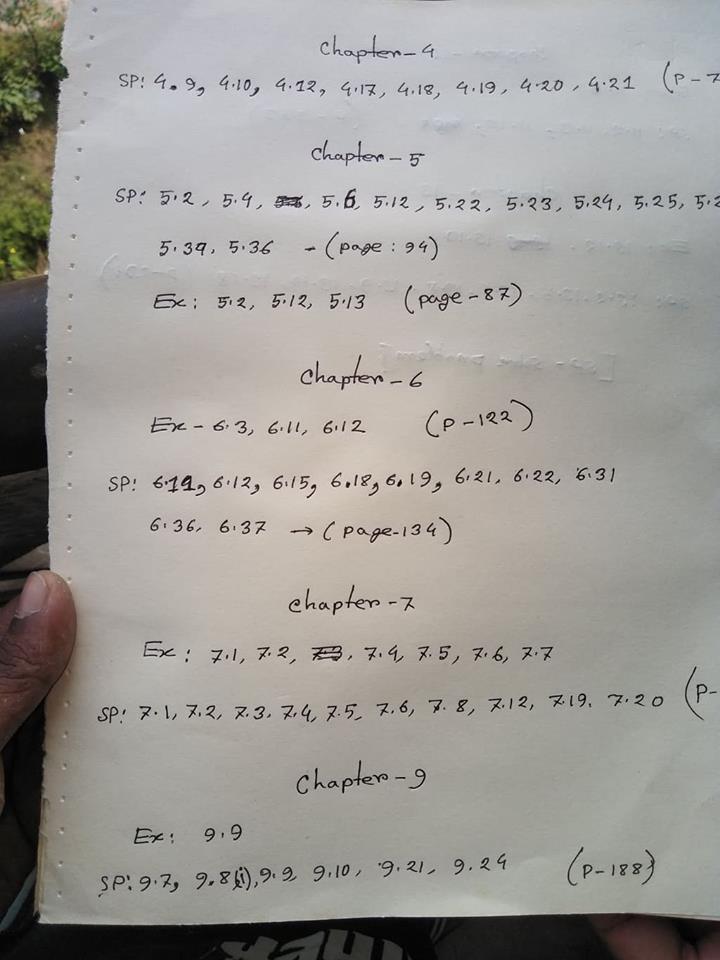 Chapter-4
SP: 4.9, 4.10, 4.12, 4.17, 4.18, 4.19, 4.20, 4.21 (P-7
Chapter-5
SP: 5.2, 5.4, 5.6, 5.12, 5.22, 5.23, 5.24, 5.25, 5.2
5.34, 5.36 - (page: 94)
Ex: 5.2, 5.12, 5.13 (page-87)
Chapter-6
Ex - 6.3, 6.11, 6.12 (P-122)
SP: 6.11, 6.12, 6.15, 6.18, 6.19, 6.21, 6.22, 6.31
6.36, 6.37 → (page-134)
Chapter-7
Ex: 7.1, 7.2, 7.3, 7.4, 7.5, 7.6, 7.7
SP: 7.1, 7.2, 7.3, 7.4, 7.5, 7.6, 7.8, 7.12, 7.19, 7.20 (P-
Chapter-9
Ex: 9.9
SP: 9.7, 9.8(i), 9.9, 9.10, 9.21, 9.24 (P-188)